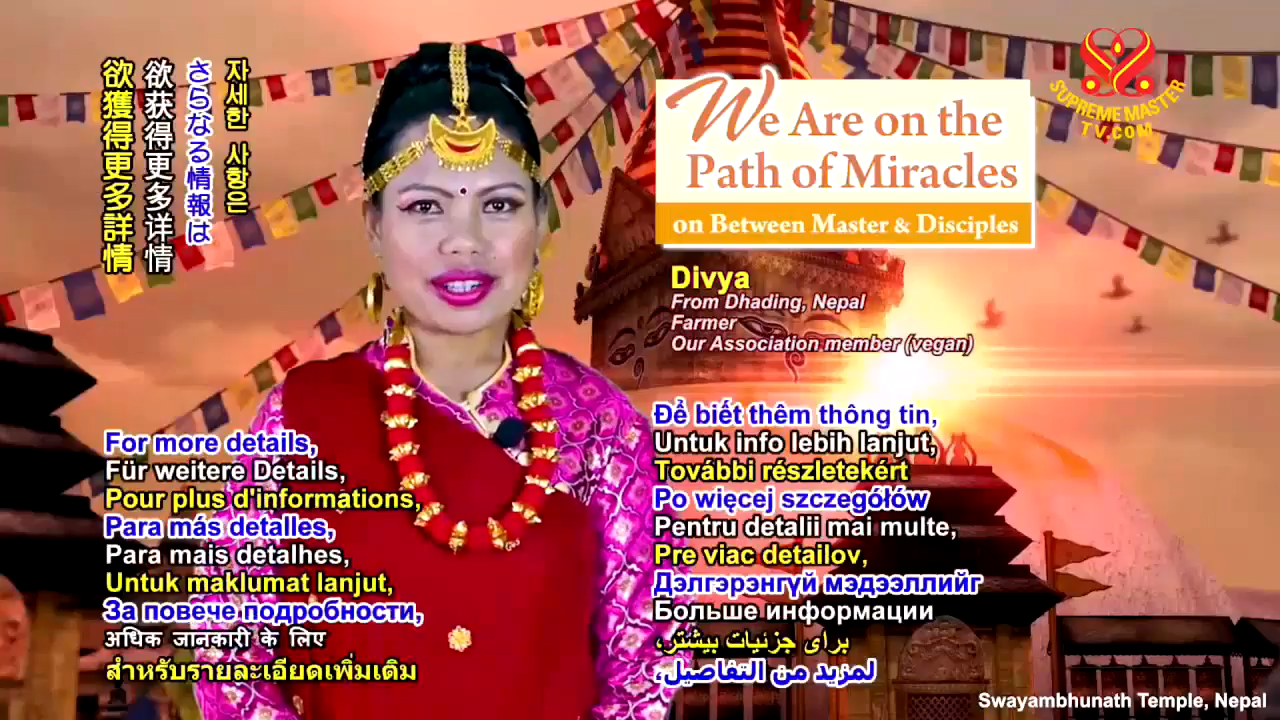 자세한 사항은
さらなる情報は
欲获得更多详情
欲獲得更多詳情
We Are on the
Path of Miracles
on Between Master & Disciples
SUPREME MASTER
TV.COM
Divya
From Dhading, Nepal
Farmer
Our Association member (vegan)
For more details,
Für weitere Details,
Pour plus d'informations,
Para más detalles,
Para mais detalhes,
Untuk maklumat lanjut,
За повече подробности,
अधिक जानकारी के लिए
สำหรับรายละเอียดเพิ่มเติม
Để biết thêm thông tin,
Untuk info lebih lanjut,
További részletekért
Po więcej szczegółów
Pentru detalii mai multe,
Pre viac detailov,
Дэлгэрэнгүй мэдээллийг
Больше информации
برای جزئیات بیشتر،
لمزيد من التفاصيل،
Swayambhunath Temple, Nepal